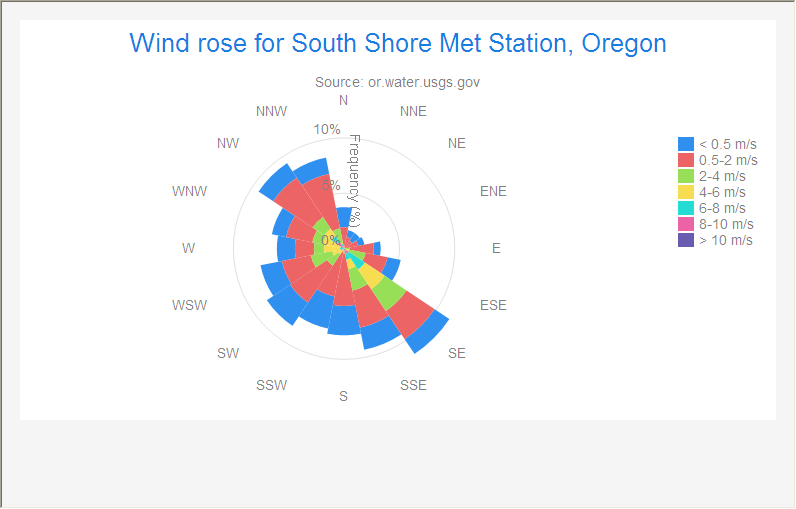 Wind rose for South Shore Met Station, Oregon
Source: or.water.usgs.gov
N
NNW
NNE
10%
NW
NE
Frequency (%)
5%
WNW
ENE
0%
W
E
WSW
ESE
SW
SE
SSW
SSE
S
< 0.5 m/s
0.5-2 m/s
2-4 m/s
4-6 m/s
6-8 m/s
8-10 m/s
> 10 m/s